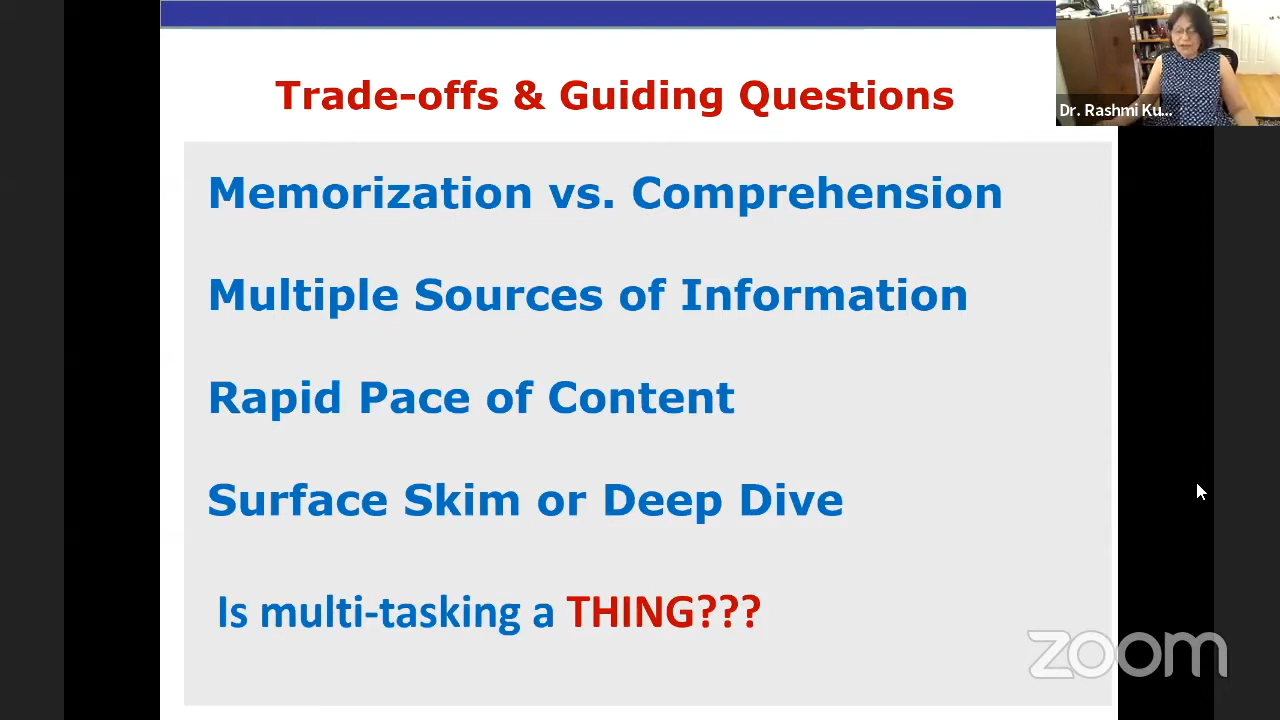 Trade-offs & Guiding Questions
Dr. Rashmi Ku...
Memorization vs. Comprehension
Multiple Sources of Information
Rapid Pace of Content
Surface Skim or Deep Dive
Is multi-tasking a THING???
zoom